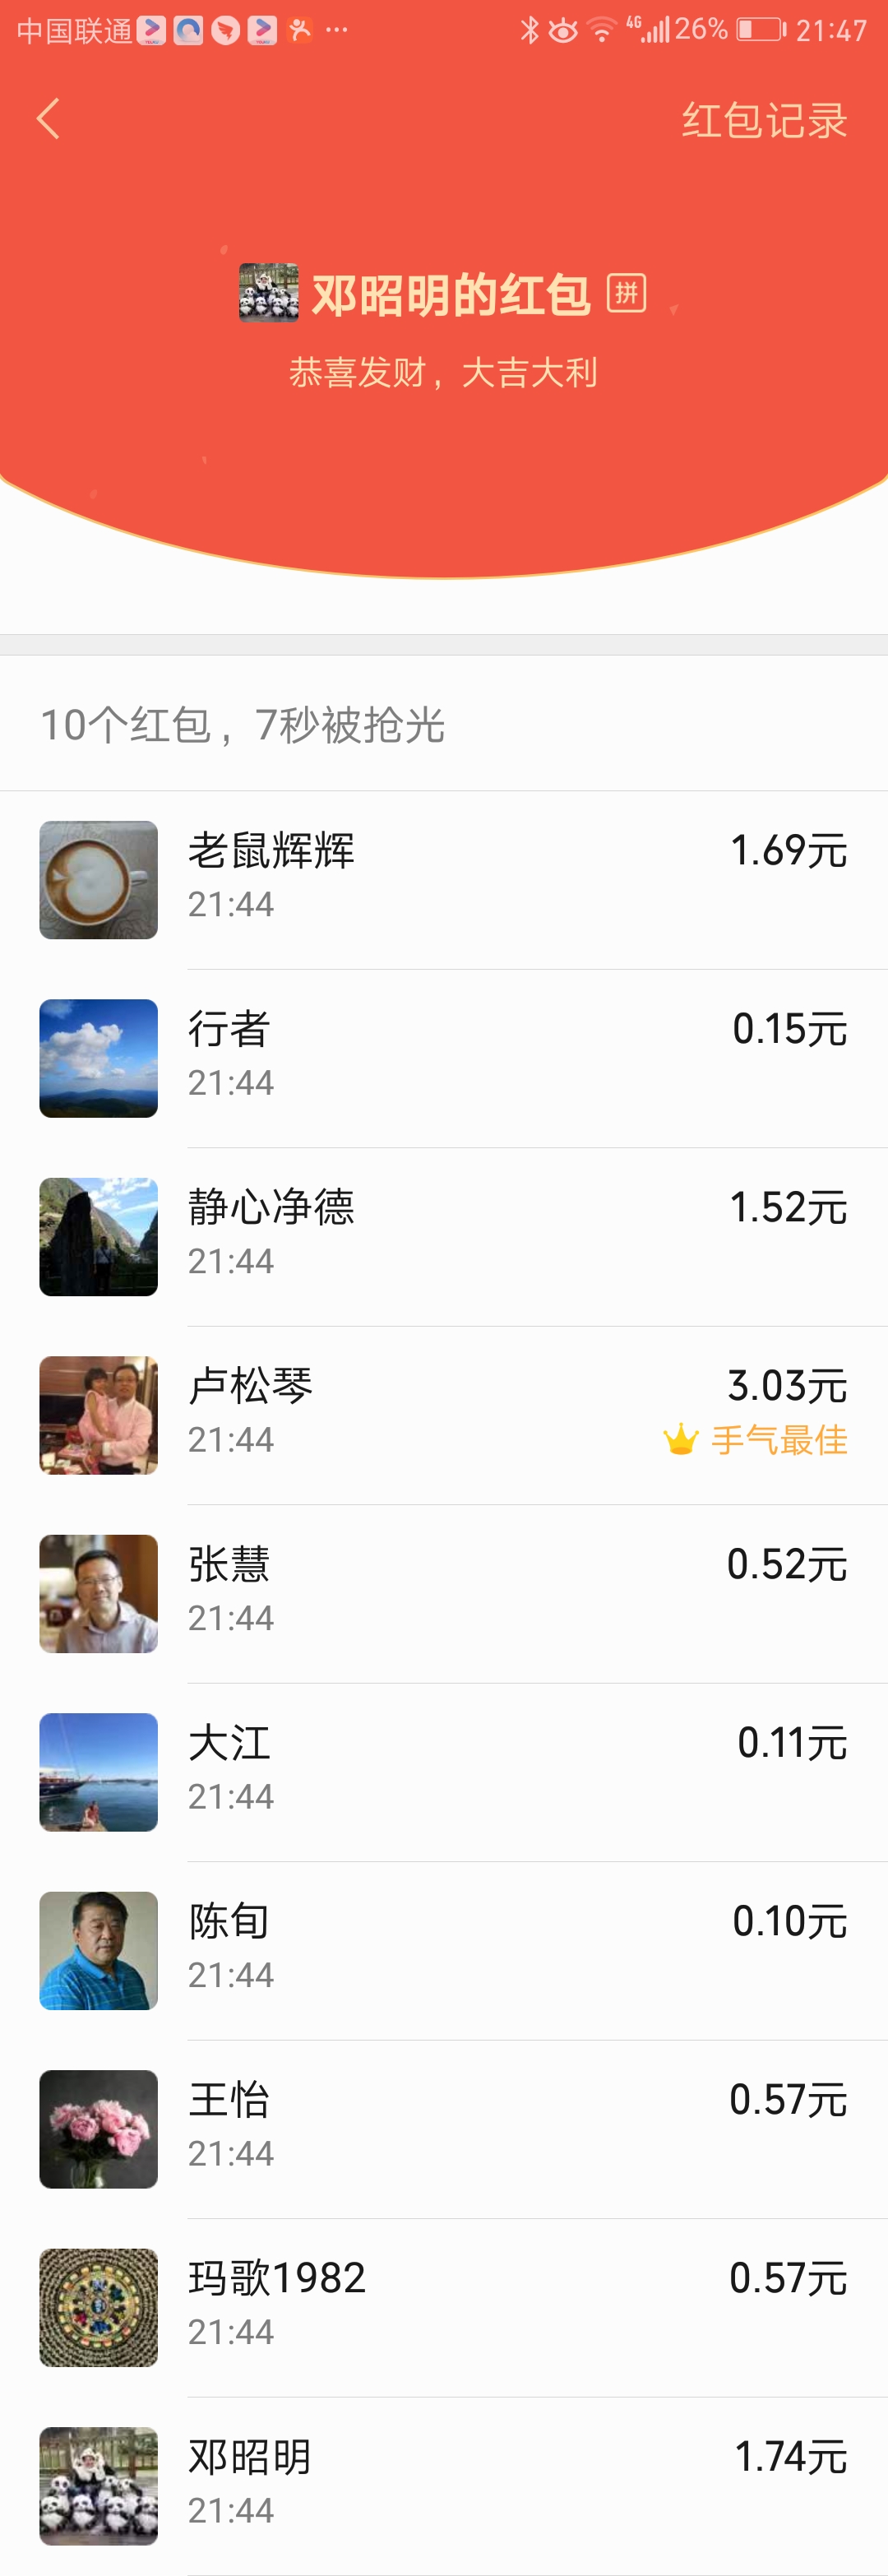 中国联通 ... 4G 26% 21:47
红包记录
邓昭明的红包 拼
恭喜发财，大吉大利
10个红包，7秒被抢光
老鼠辉辉 1.69元
21:44
行者 0.15元
21:44
静心净德 1.52元
21:44
卢松琴 3.03元
21:44 手气最佳
张慧 0.52元
21:44
大江 0.11元
21:44
陈旬 0.10元
21:44
王怡 0.57元
21:44
玛歌1982 0.57元
21:44
邓昭明 1.74元
21:44